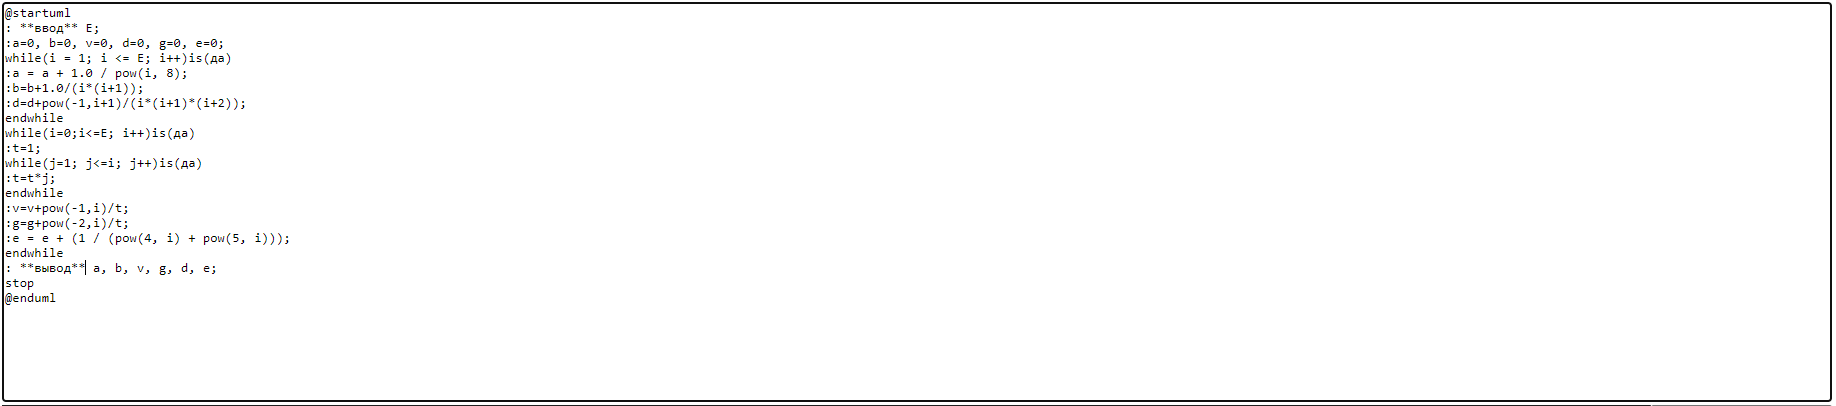 @startuml
: **ввод** E;
:a=0, b=0, v=0, d=0, g=0, e=0;
while(i = 1; i <= E; i++)is(да)
:a = a + 1.0 / pow(i, 8);
:b=b+1.0/(i*(i+1));
:d=d+pow(-1,i+1)/(i*(i+1)*(i+2));
endwhile
while(i=0;i<=E; i++)is(да)
:t=1;
while(j=1; j<=i; j++)is(да)
:t=t*j;
endwhile
:v=v+pow(-1,i)/t;
:g=g+pow(-2,i)/t;
:e = e + (1 / (pow(4, i) + pow(5, i)));
endwhile
: **вывод** a, b, v, g, d, e;
stop
@enduml